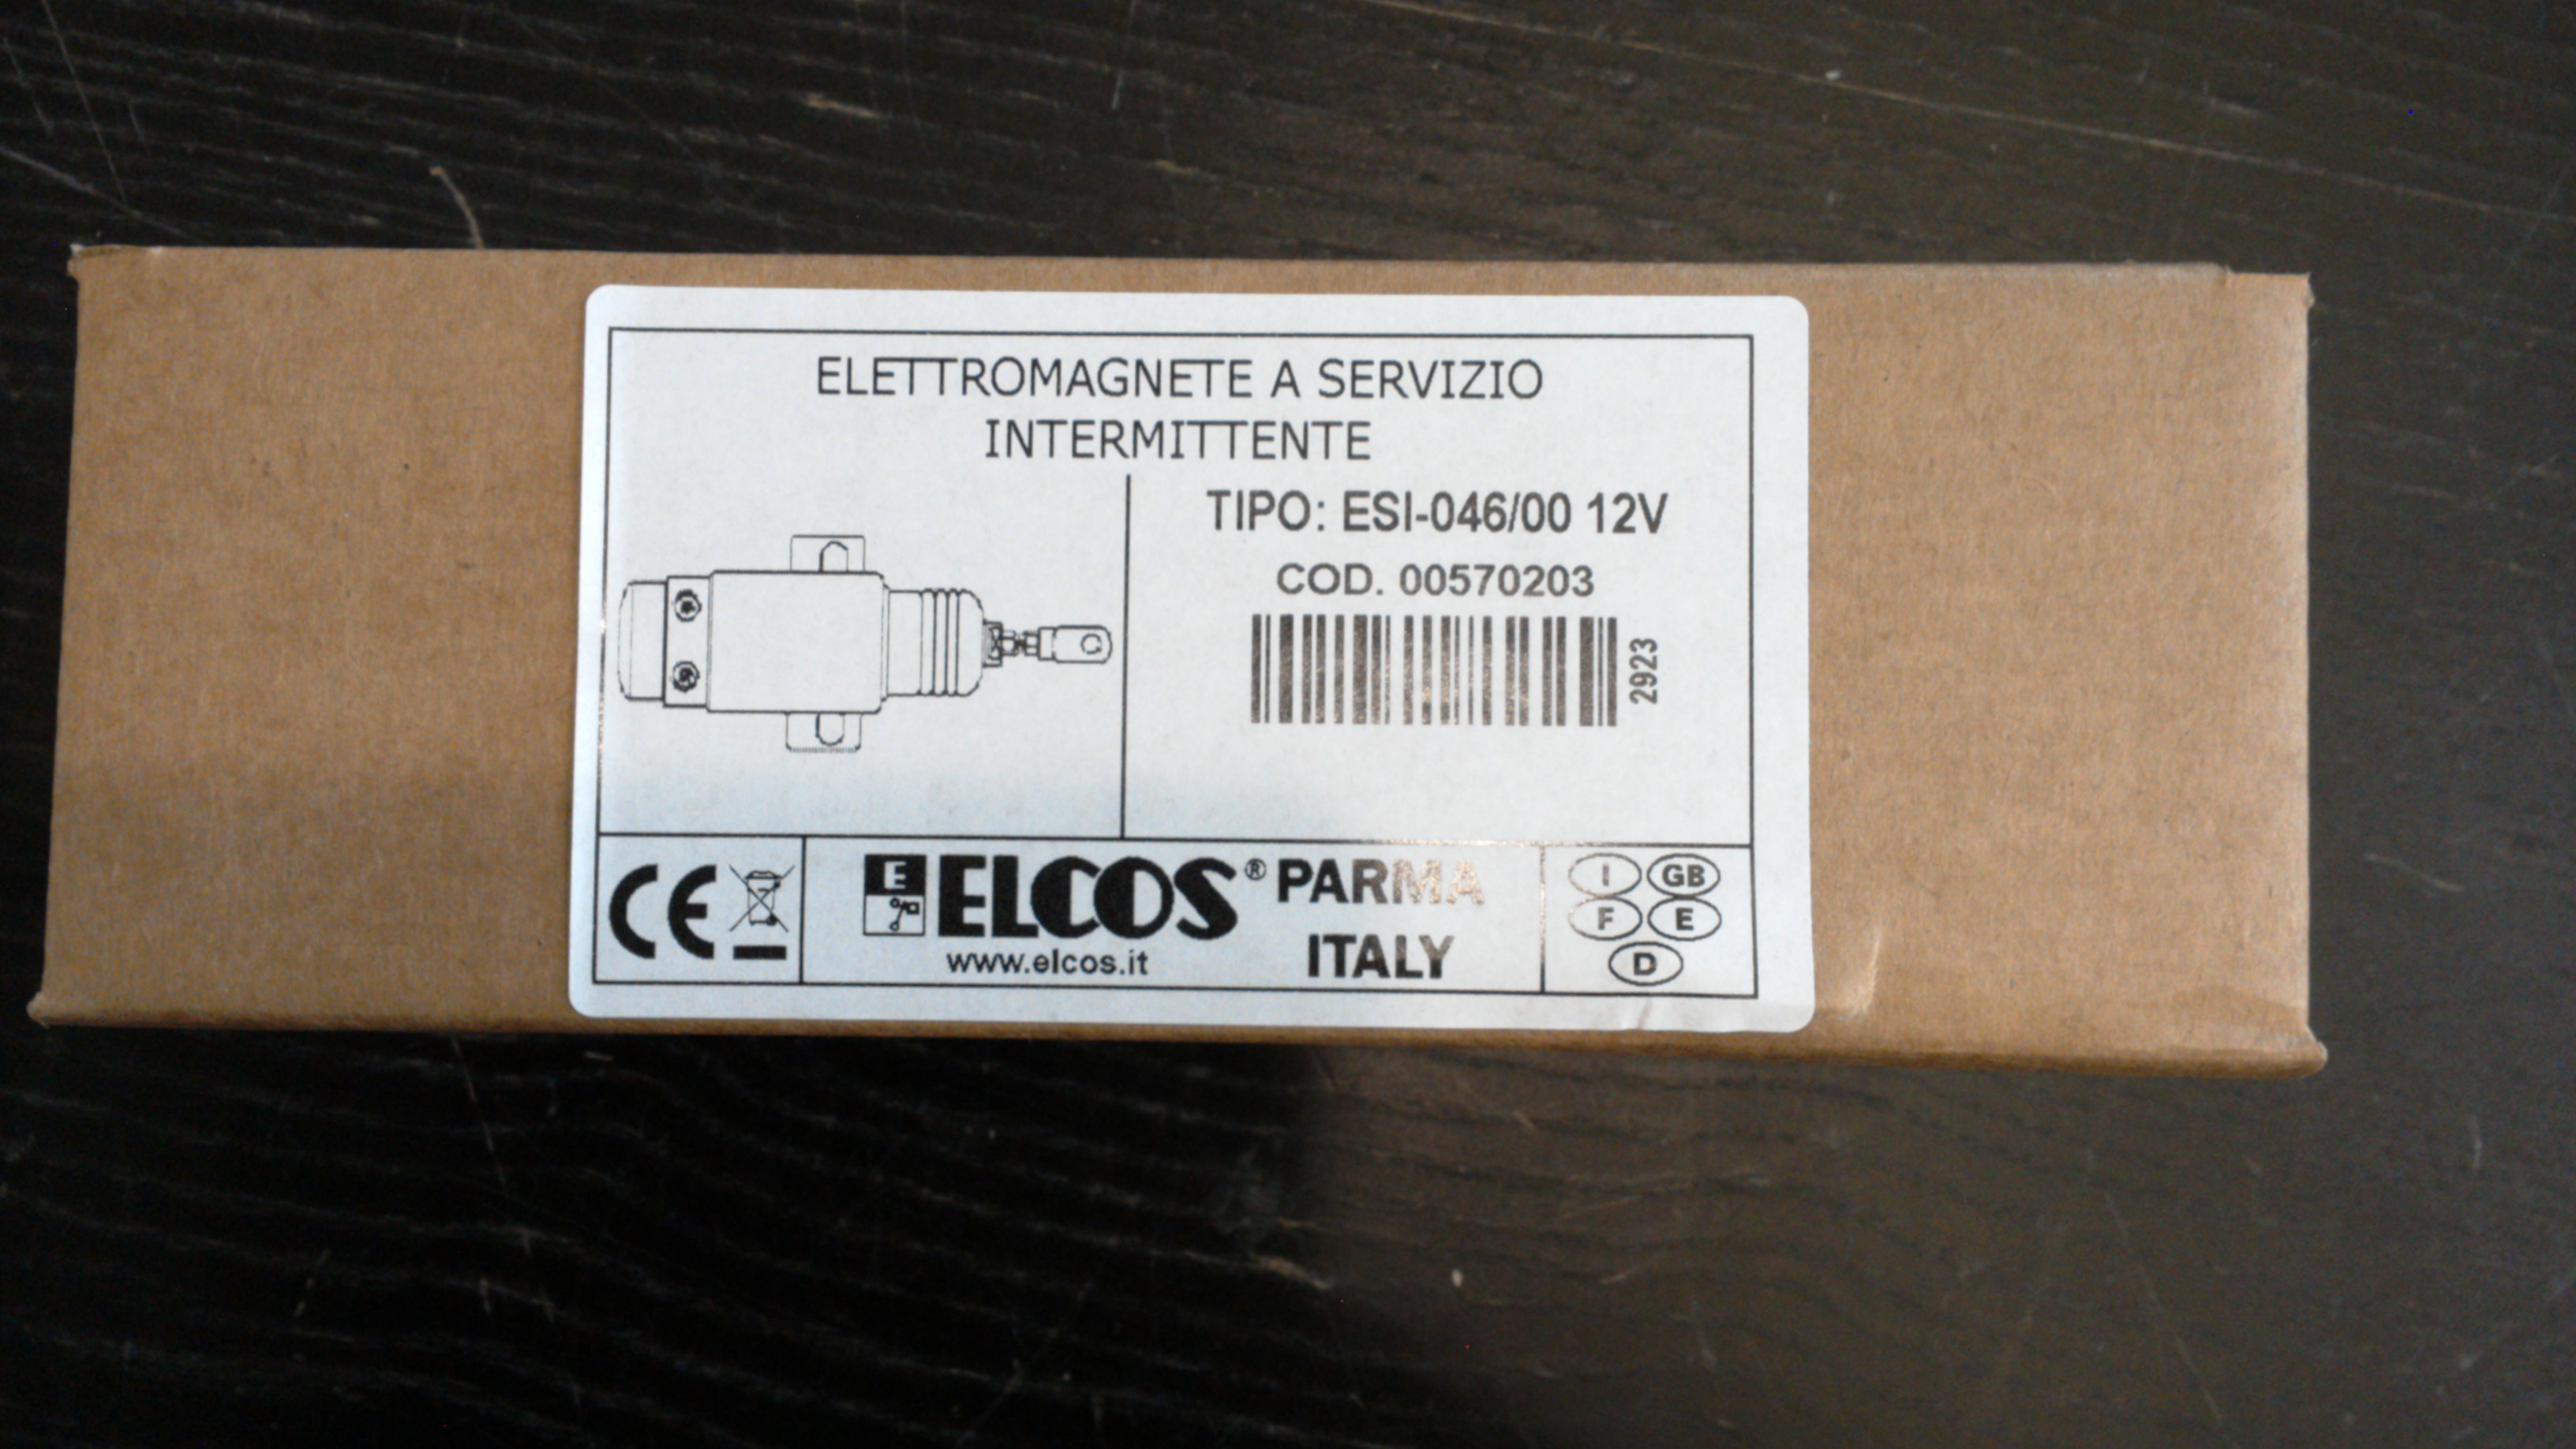 ELETTROMAGNETE A SERVIZIO
INTERMITTENTE
TIPO: ESI-046/00 12V
COD. 00570203
2923
CE
E
ELCOS® PARMA
ITALY
www.elcos.it
I GB
F E
D